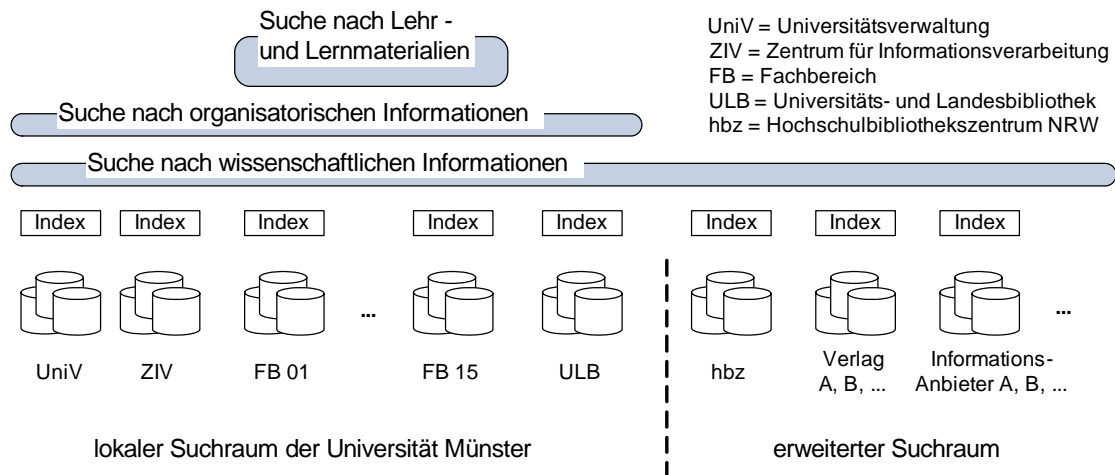 Suche nach Lehr -
und Lernmaterialien
UniV = Universitätsverwaltung
ZIV = Zentrum für Informationsverarbeitung
FB = Fachbereich
ULB = Universitäts- und Landesbibliothek
hbz = Hochschulbibliothekszentrum NRW
Suche nach organisatorischen Informationen
Suche nach wissenschaftlichen Informationen
Index Index Index Index Index Index Index Index
... ...
UniV ZIV FB 01 FB 15 ULB hbz Verlag Informations-
A, B, ... Anbieter A, B, ...
lokaler Suchraum der Universität Münster erweiterter Suchraum